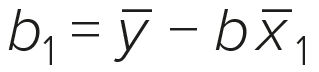 b₁ = y̅ − b x̅₁